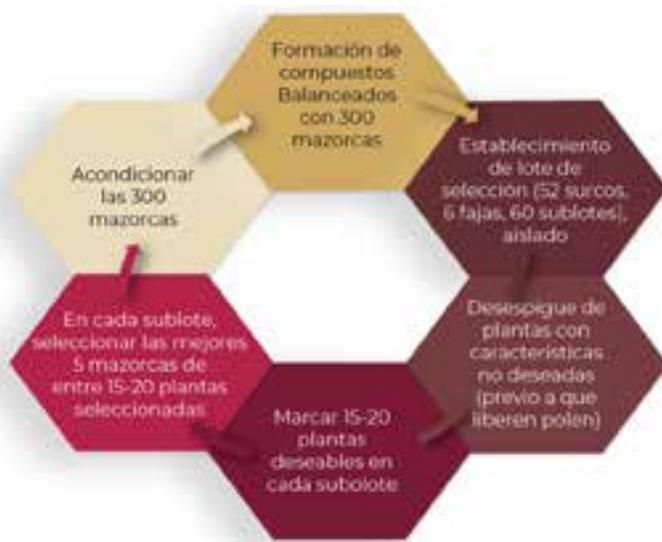 Formación de
compuestos
Balanceados
con 300
mazorcas
Establecimiento
de lote de
selección (52 surcos,
6 fajas, 60 sublotes),
aislado
Desespigue de
plantas con
características
no deseadas
(previo a que
liberen polen)
Marcar 15-20
plantas
deseables en
cada subolote
En cada sublote,
seleccionar las mejores
5 mazorcas de
entre 15-20 plantas
seleccionadas
Acondicionar
las 300
mazorcas